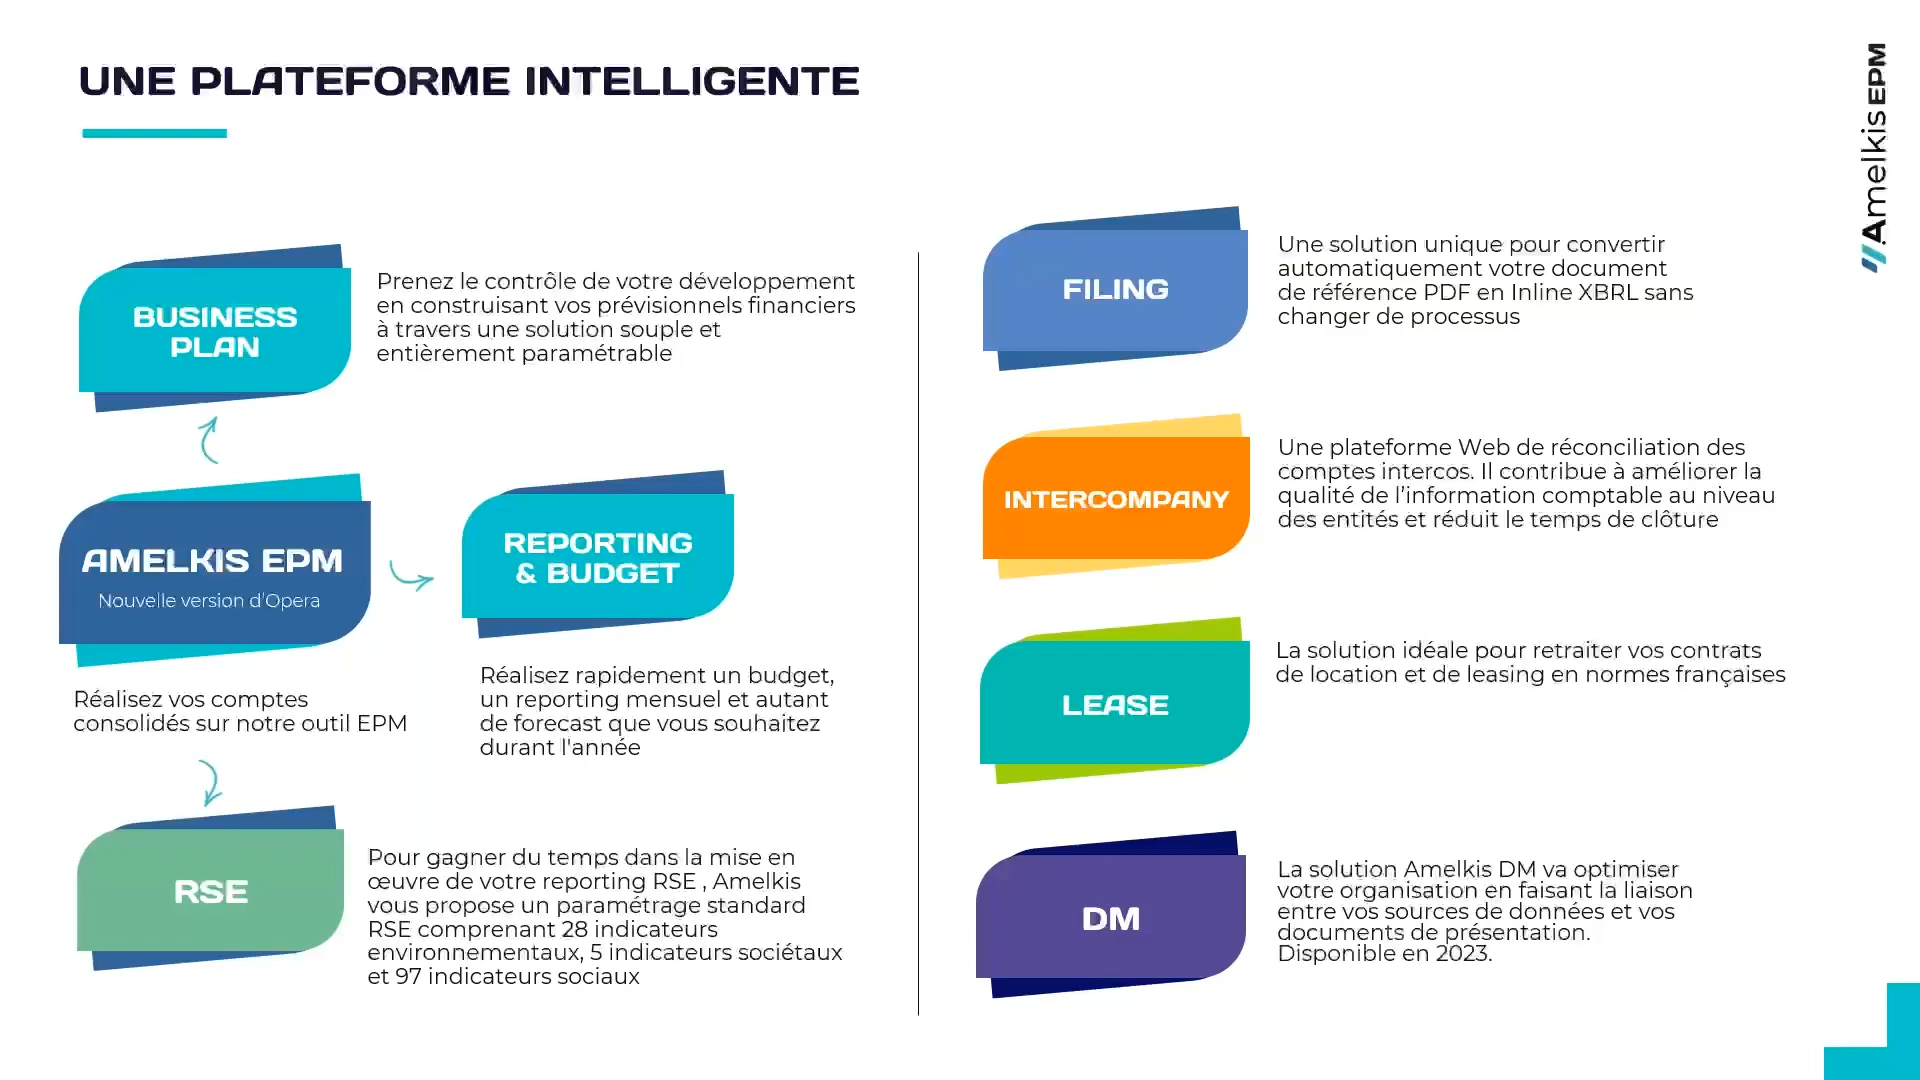 UNE PLATEFORME INTELLIGENTE
Amelkis EPM
BUSINESS
PLAN
Prenez le contrôle de votre développement
en construisant vos prévisionnels financiers
à travers une solution souple et
entièrement paramétrable
AMELKIS EPM
Nouvelle version d'Opera
Réalisez vos comptes
consolidés sur notre outil EPM
REPORTING
& BUDGET
Réalisez rapidement un budget,
un reporting mensuel et autant
de forecast que vous souhaitez
durant l'année
RSE
Pour gagner du temps dans la mise en
œuvre de votre reporting RSE , Amelkis
vous propose un paramétrage standard
RSE comprenant 28 indicateurs
environnementaux, 5 indicateurs sociétaux
et 97 indicateurs sociaux
FILING
Une solution unique pour convertir
automatiquement votre document
de référence PDF en Inline XBRL sans
changer de processus
INTERCOMPANY
Une plateforme Web de réconciliation des
comptes intercos. Il contribue à améliorer la
qualité de l'information comptable au niveau
des entités et réduit le temps de clôture
LEASE
La solution idéale pour retraiter vos contrats
de location et de leasing en normes françaises
DM
La solution Amelkis DM va optimiser
votre organisation en faisant la liaison
entre vos sources de données et vos
documents de présentation.
Disponible en 2023.